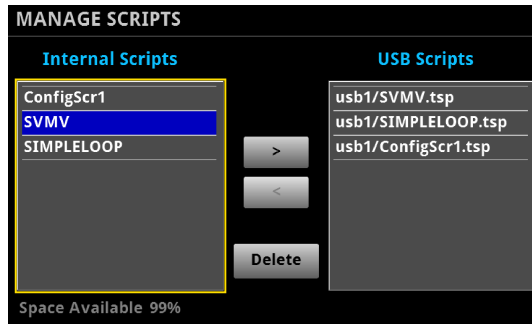 MANAGE SCRIPTS
Internal Scripts
USB Scripts
ConfigScr1
SVMV
SIMPLELOOP
usb1/SVMV.tsp
usb1/SIMPLELOOP.tsp
usb1/ConfigScr1.tsp
>
<
Delete
Space Available 99%